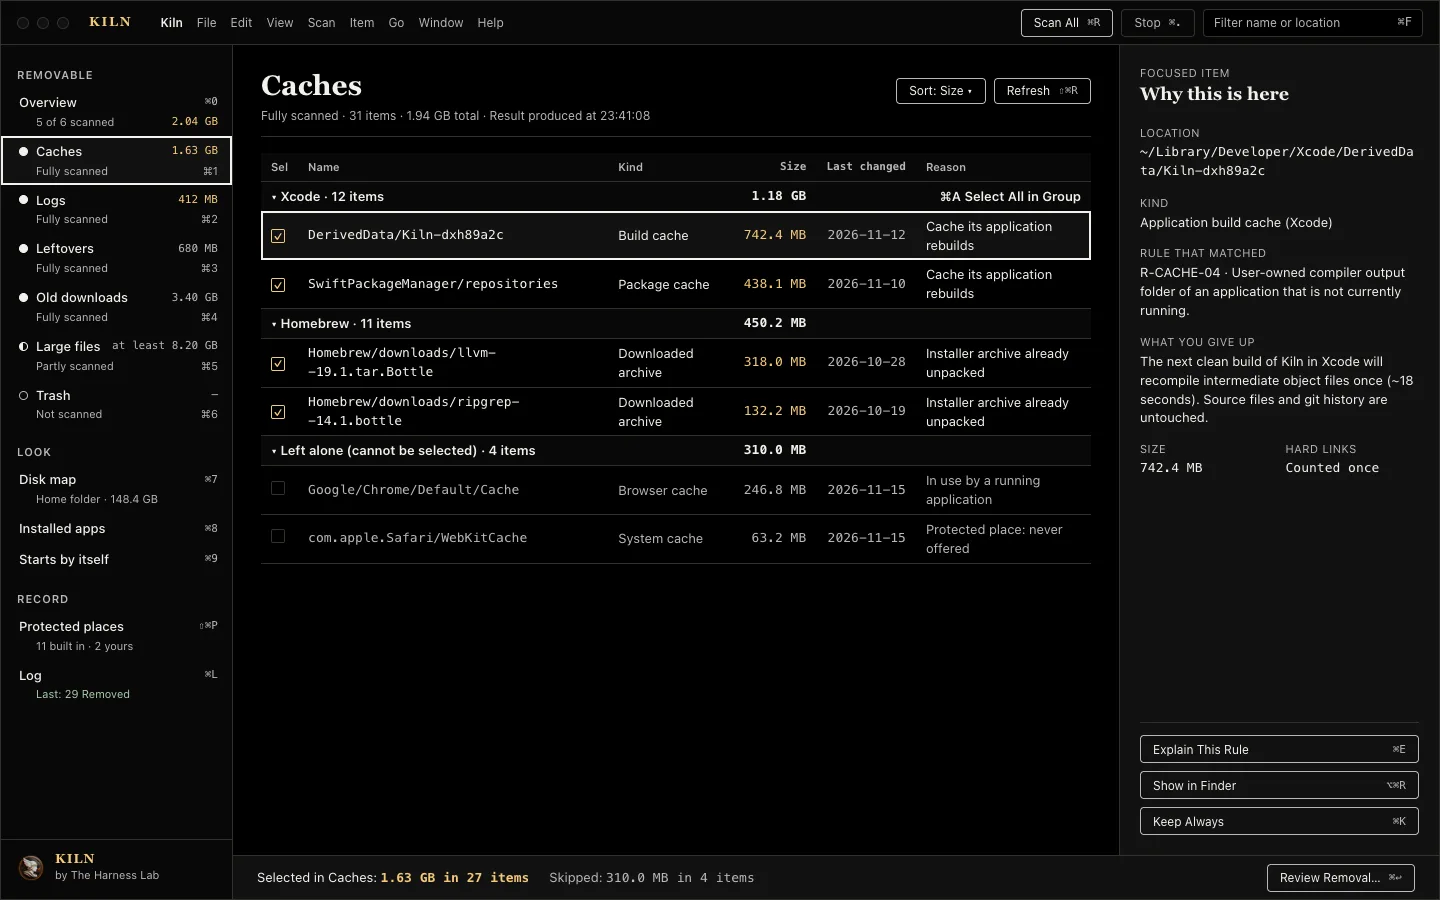 KILN Kiln File Edit View Scan Item Go Window Help Scan All ⌘R Stop ⌘. Filter name or location ⌘F
REMOVABLE
Overview ⌘0
5 of 6 scanned 2.04 GB
Caches 1.63 GB
Fully scanned ⌘1
Logs 412 MB
Fully scanned ⌘2
Leftovers 680 MB
Fully scanned ⌘3
Old downloads 3.40 GB
Fully scanned ⌘4
Large files at least 8.20 GB
Partly scanned ⌘5
Trash –
Not scanned ⌘6
LOOK
Disk map ⌘7
Home folder · 148.4 GB
Installed apps ⌘8
Starts by itself ⌘9
RECORD
Protected places ⇧⌘P
11 built in · 2 yours
Log ⌘L
Last: 29 Removed
KILN
by The Harness Lab
Caches
Fully scanned · 31 items · 1.94 GB total · Result produced at 23:41:08
Sort: Size ▾ Refresh ⇧⌘R
Sel Name Kind Size Last changed Reason
▾ Xcode · 12 items 1.18 GB ⌘A Select All in Group
DerivedData/Kiln-dxh89a2c Build cache 742.4 MB 2026-11-12 Cache its application
rebuilds
SwiftPackageManager/repositories Package cache 438.1 MB 2026-11-10 Cache its application
rebuilds
▾ Homebrew · 11 items 450.2 MB
Homebrew/downloads/llvm-
-19.1.tar.Bottle Downloaded
archive 318.0 MB 2026-10-28 Installer archive already
unpacked
Homebrew/downloads/ripgrep-
-14.1.bottle Downloaded
archive 132.2 MB 2026-10-19 Installer archive already
unpacked
▾ Left alone (cannot be selected) · 4 items 310.0 MB
Google/Chrome/Default/Cache Browser cache 246.8 MB 2026-11-15 In use by a running
application
com.apple.Safari/WebKitCache System cache 63.2 MB 2026-11-15 Protected place: never
offered
FOCUSED ITEM
Why this is here
LOCATION
~/Library/Developer/Xcode/DerivedDa
ta/Kiln-dxh89a2c
KIND
Application build cache (Xcode)
RULE THAT MATCHED
R-CACHE-04 · User-owned compiler output
folder of an application that is not currently
running.
WHAT YOU GIVE UP
The next clean build of Kiln in Xcode will
recompile intermediate object files once (~18
seconds). Source files and git history are
untouched.
SIZE HARD LINKS
742.4 MB Counted once
Explain This Rule ⌘E
Show in Finder ⌥⌘R
Keep Always ⌘K
Selected in Caches: 1.63 GB in 27 items Skipped: 310.0 MB in 4 items Review Removal… ⌘↩